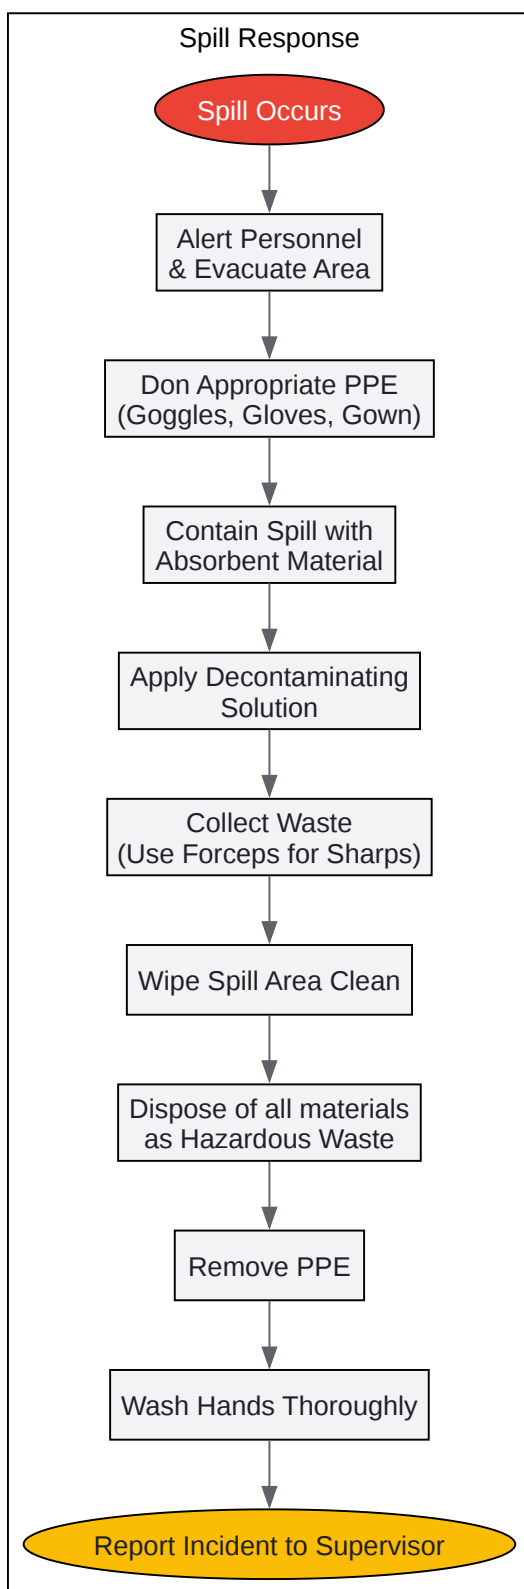 Spill Response
Spill Occurs
Alert Personnel
& Evacuate Area
Don Appropriate PPE
(Goggles, Gloves, Gown)
Contain Spill with
Absorbent Material
Apply Decontaminating
Solution
Collect Waste
(Use Forceps for Sharps)
Wipe Spill Area Clean
Dispose of all materials
as Hazardous Waste
Remove PPE
Wash Hands Thoroughly
Report Incident to Supervisor